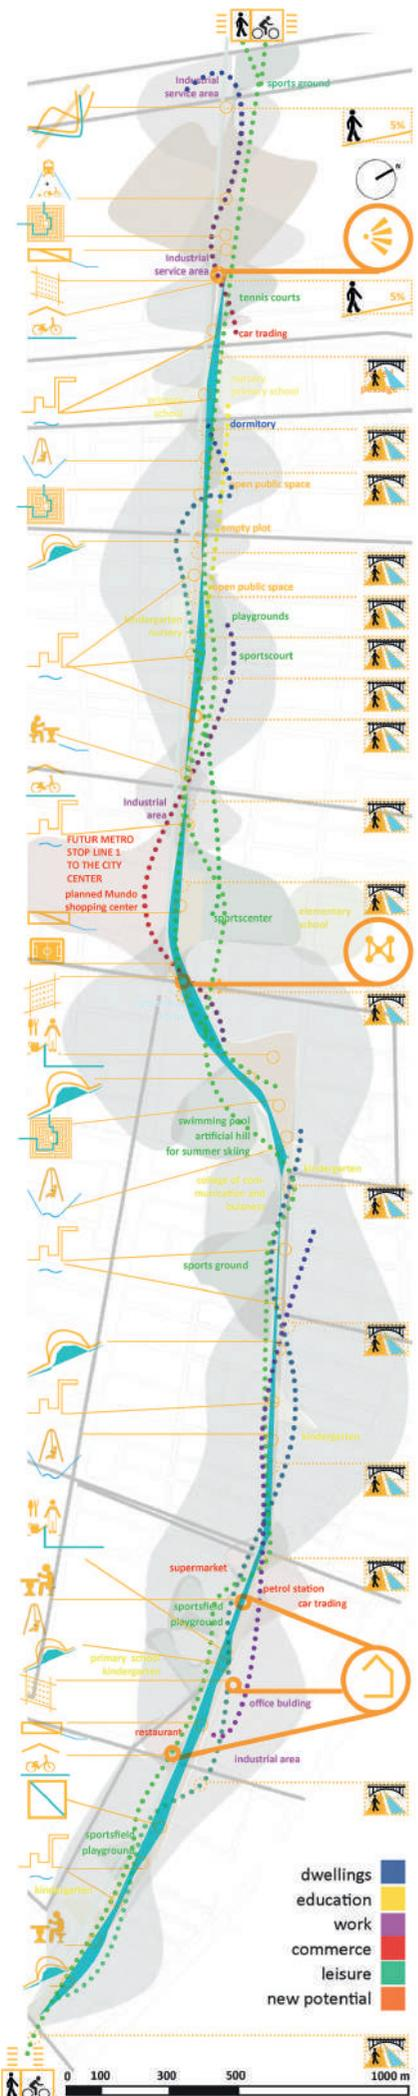 Industrial
service area
sports ground
5%
N
Industrial
service area
tennis courts
5%
car trading
nursery
primary school
primary
school
passage
dormitory
open public space
empty plot
open public space
kindergarten
nursery
playgrounds
sportscourt
Industrial
area
FUTUR METRO
STOP LINE 1
TO THE CITY
CENTER
planned Mundo
shopping center
sportscenter
elementary
school
swimming pool
artificial hill
for summer skiing
kindergarten
college of com-
munication and
buisness
sports ground
kindergarten
supermarket
petrol station
car trading
sportsfield
playground
primary school
kindergarten
office bulding
restaurant
industrial area
sportsfield
playground
kindergarten
dwellings
education
work
commerce
leisure
new potential
0 100 300 500 1000 m